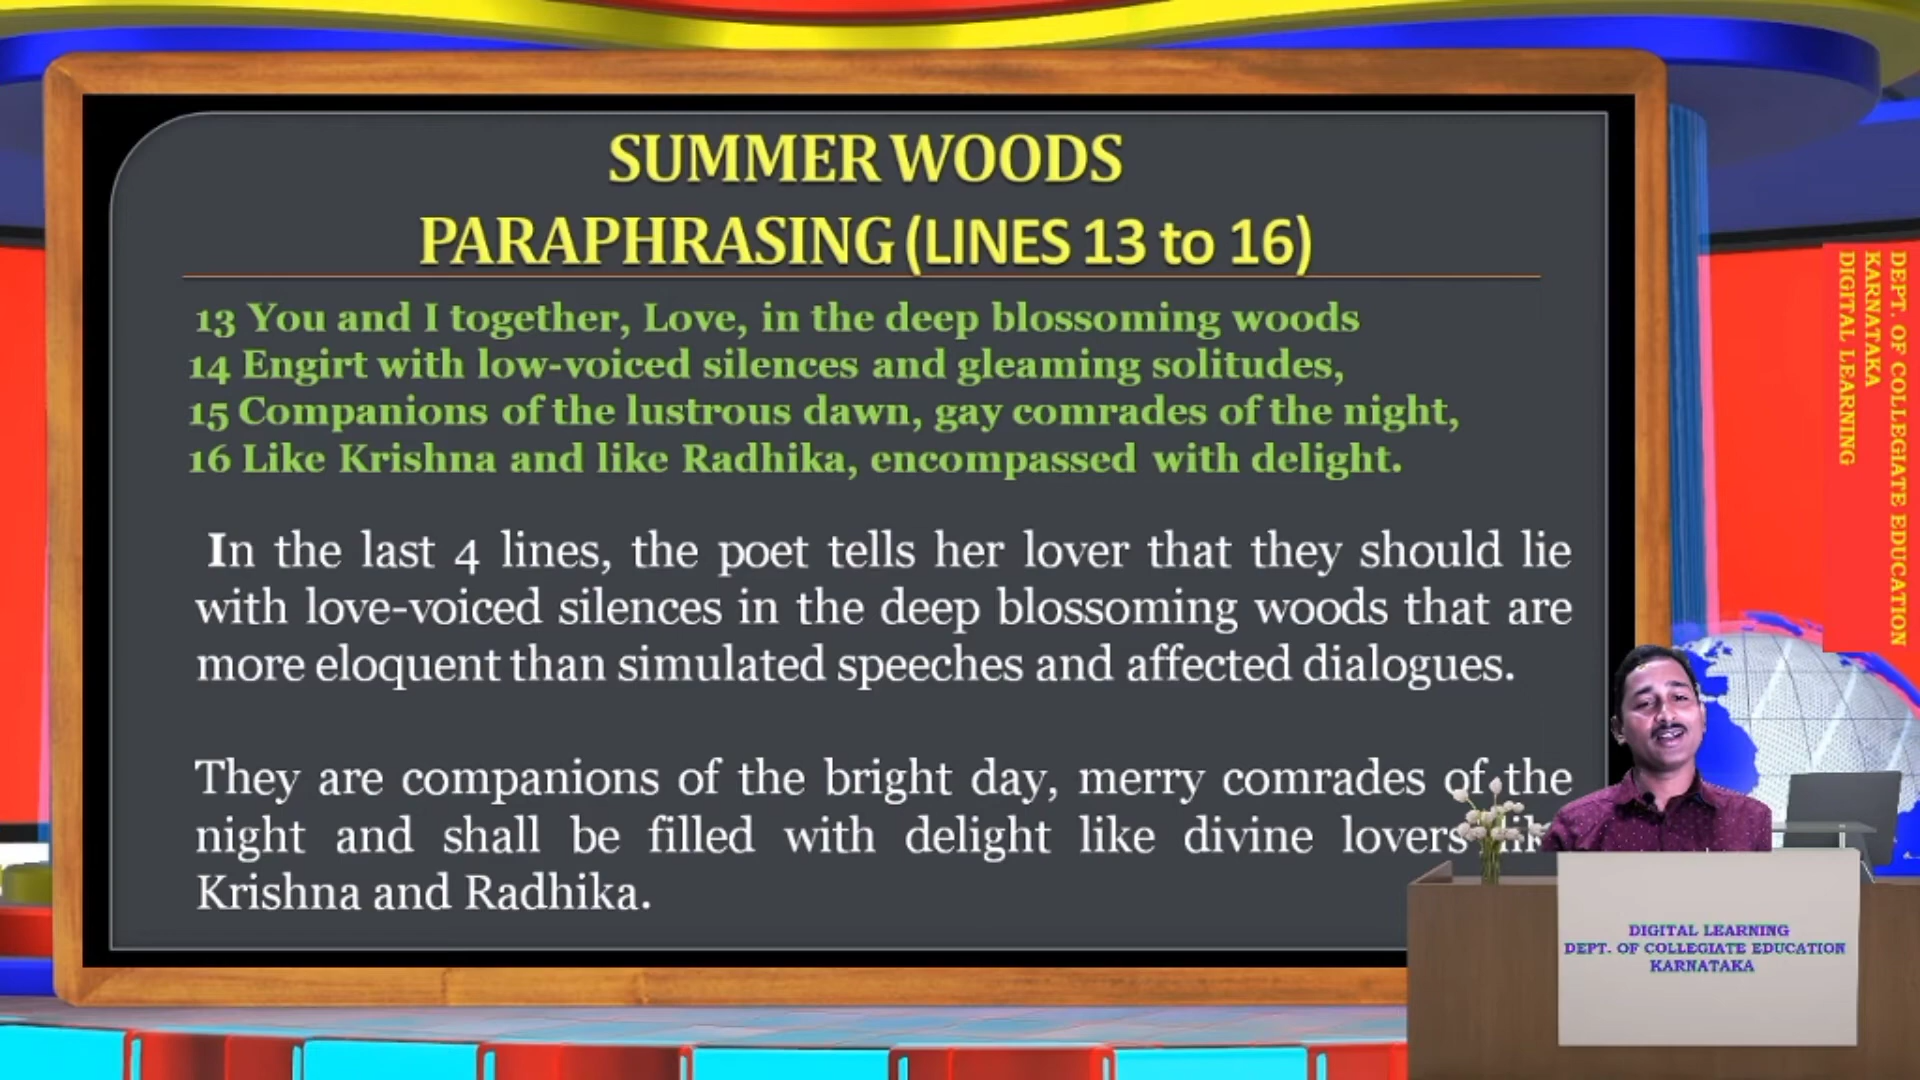 SUMMER WOODS
PARAPHRASING (LINES 13 to 16)
13 You and I together, Love, in the deep blossoming woods
14 Engirt with low-voiced silences and gleaming solitudes,
15 Companions of the lustrous dawn, gay comrades of the night,
16 Like Krishna and like Radhika, encompassed with delight.
In the last 4 lines, the poet tells her lover that they should lie
with love-voiced silences in the deep blossoming woods that are
more eloquent than simulated speeches and affected dialogues.
They are companions of the bright day, merry comrades of the
night and shall be filled with delight like divine lovers
Krishna and Radhika.
DEPT. OF COLLEGIATE EDUCATION
KARNATAKA
DIGITAL LEARNING
DIGITAL LEARNING
DEPT. OF COLLEGIATE EDUCATION
KARNATAKA